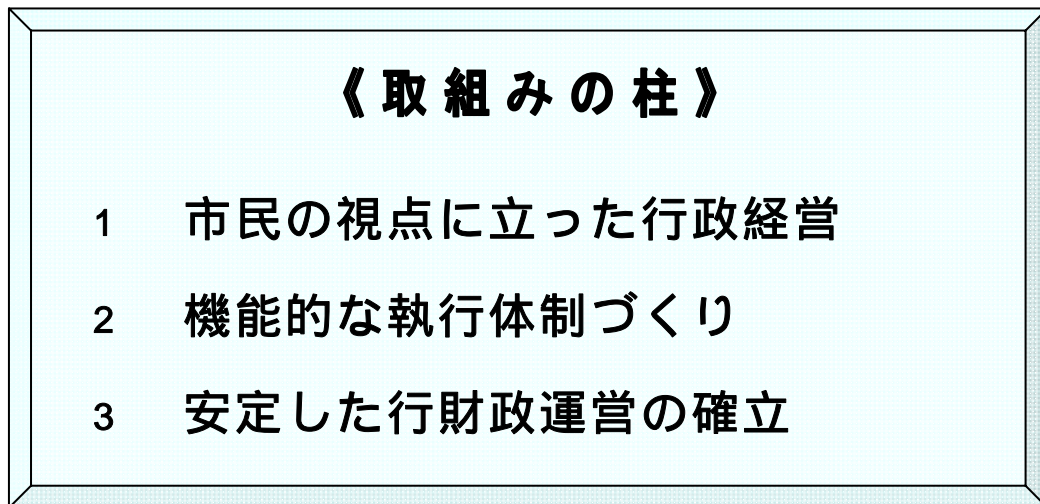 《取組みの柱》
1 市民の視点に立った行政経営
2 機能的な執行体制づくり
3 安定した行財政運営の確立